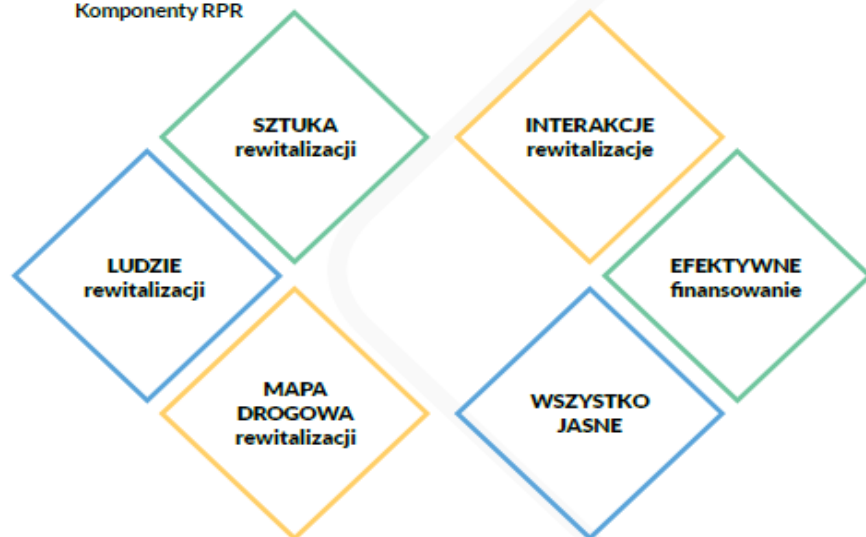 Komponenty RPR
SZTUKA
rewitalizacji
INTERAKCJE
rewitalizacje
LUDZIE
rewitalizacji
EFEKTYWNE
finansowanie
MAPA
DROGOWA
rewitalizacji
WSZYSTKO
JASNE